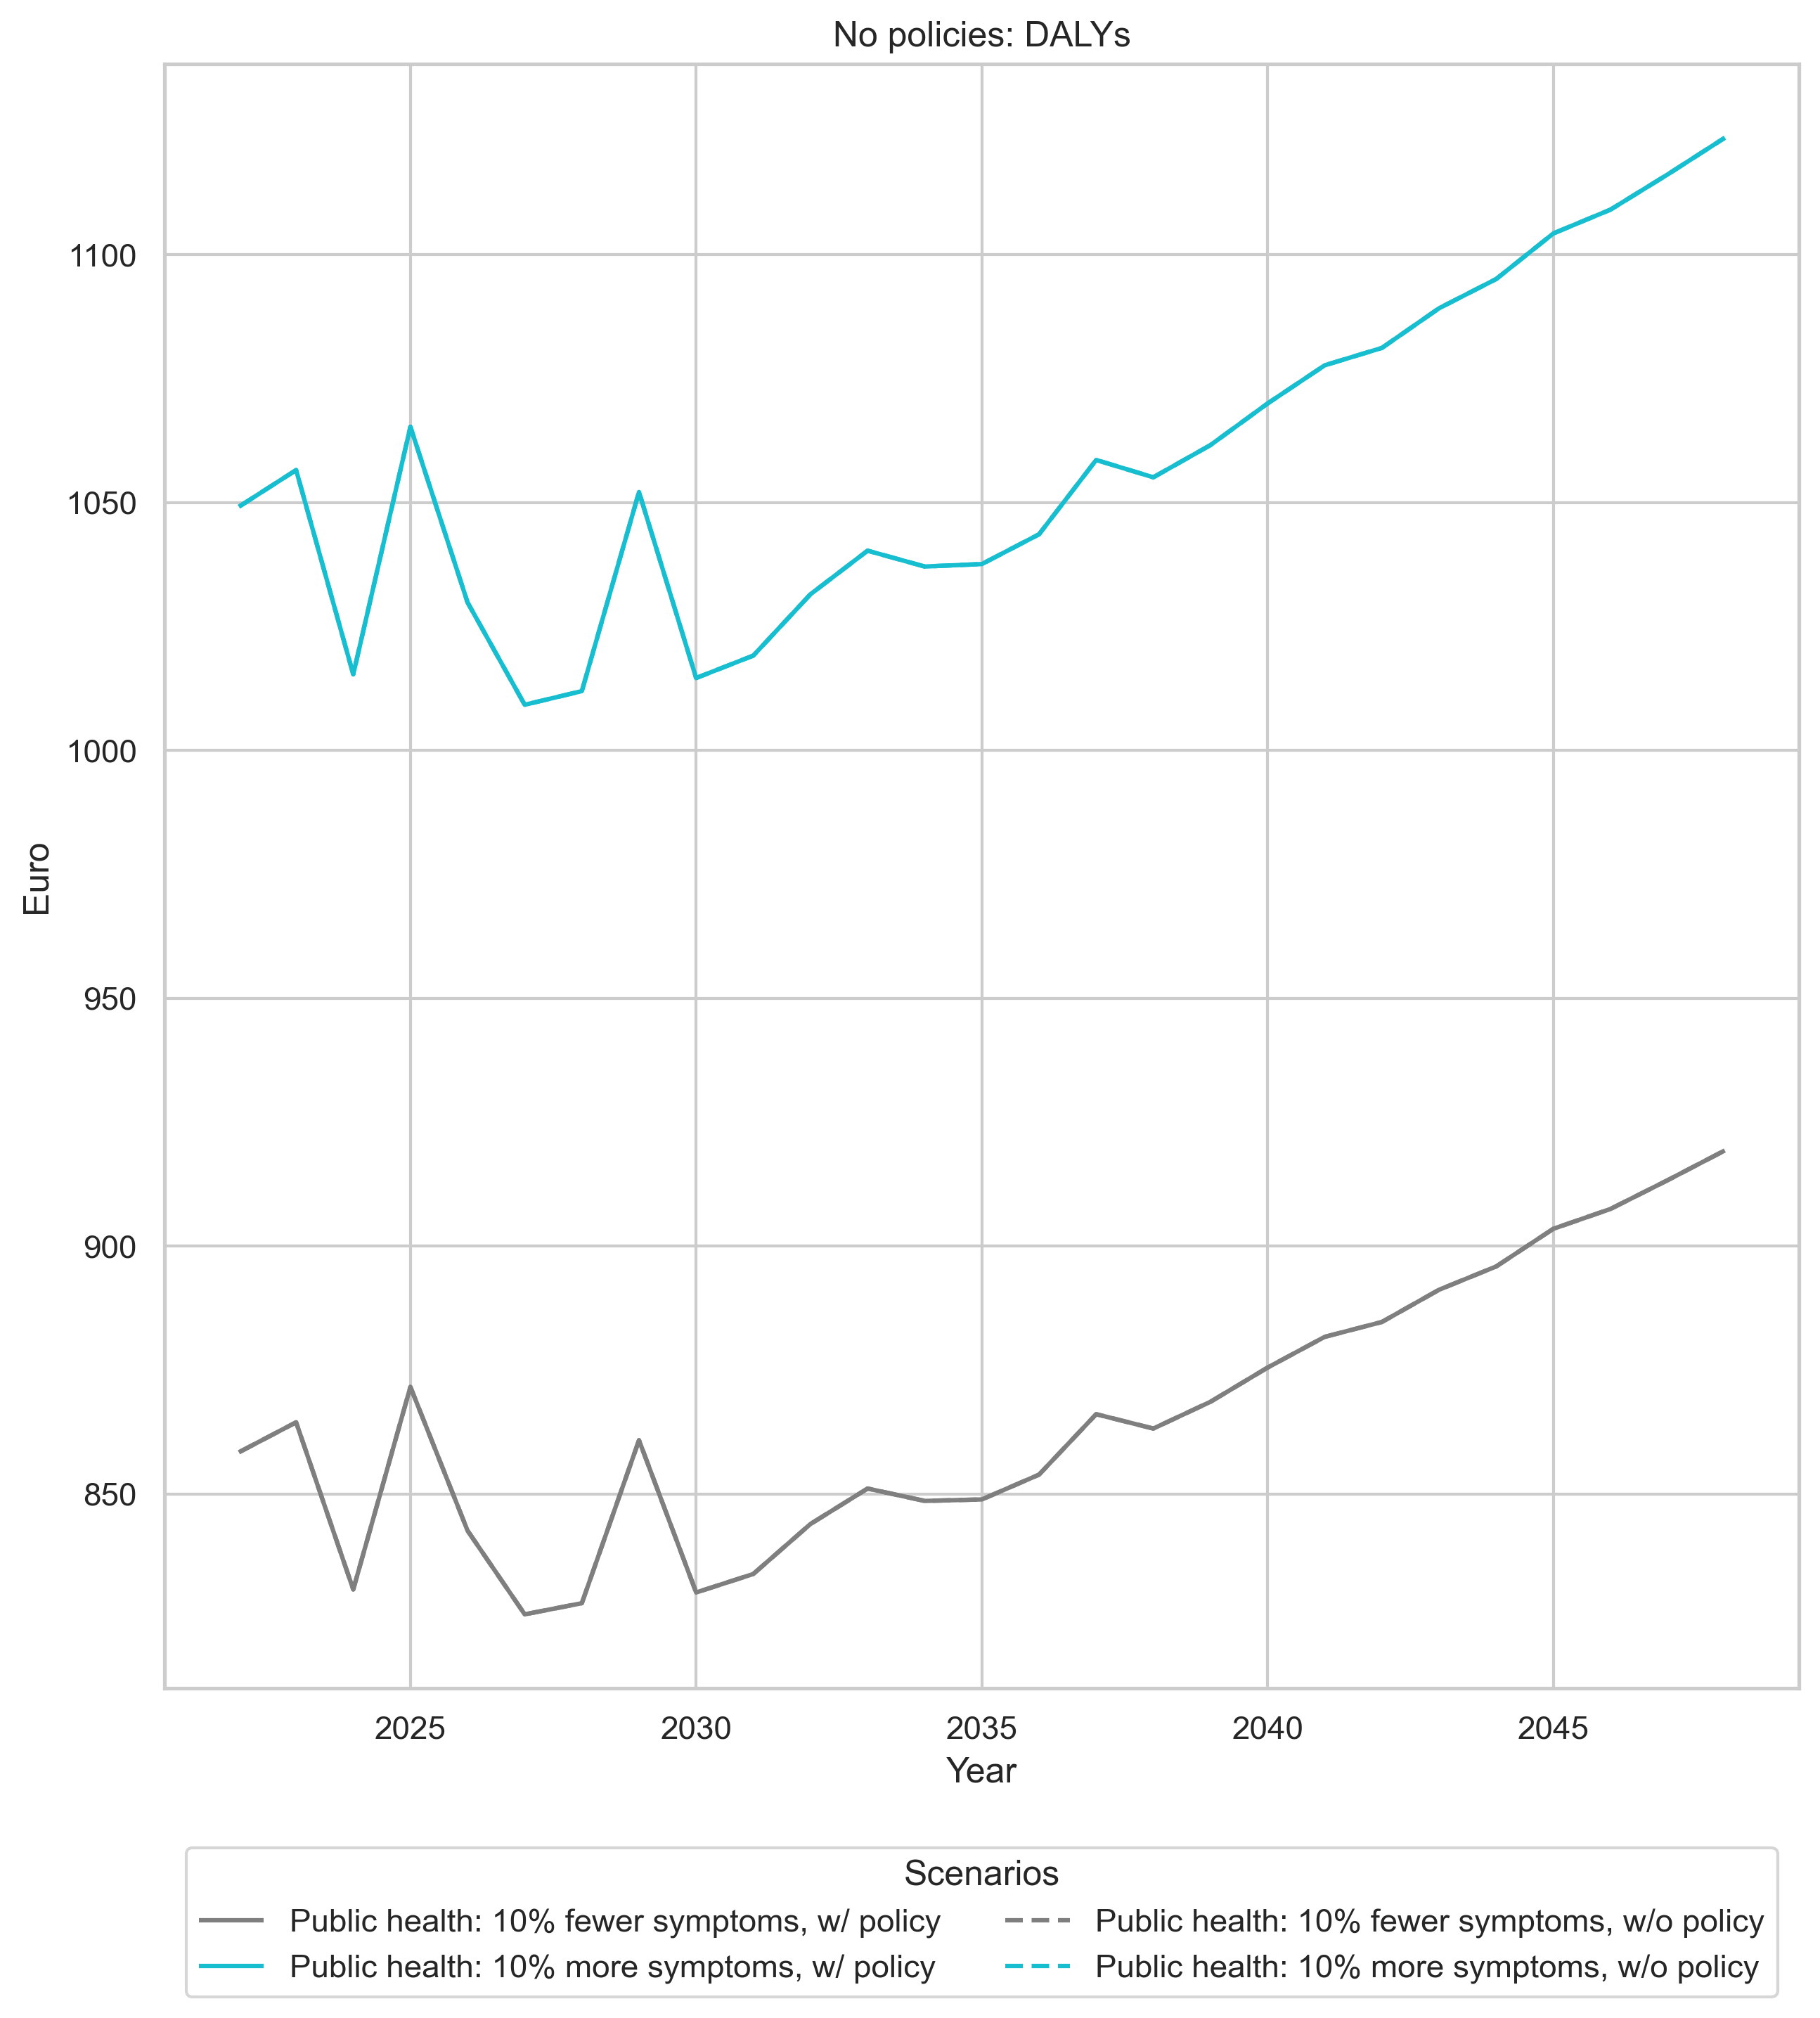 No policies: DALYs
1100
1050
1000
950
900
850
Euro
2025 2030 2035 2040 2045
Year
Scenarios
Public health: 10% fewer symptoms, w/ policy Public health: 10% fewer symptoms, w/o policy
Public health: 10% more symptoms, w/ policy Public health: 10% more symptoms, w/o policy